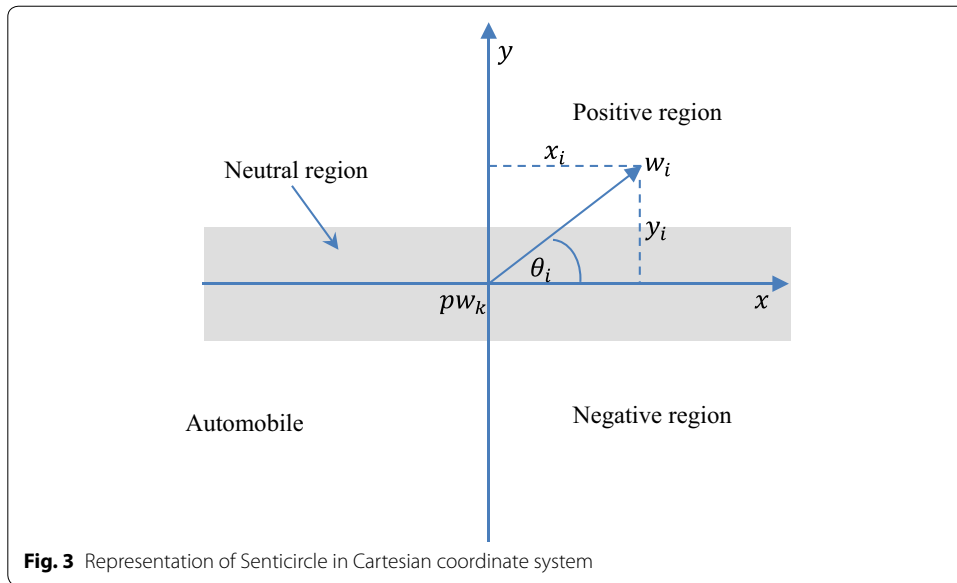 y
Positive region
x_i
w_i
Neutral region
y_i
θ_i
pw_k
x
Automobile
Negative region
Fig. 3 Representation of Senticircle in Cartesian coordinate system